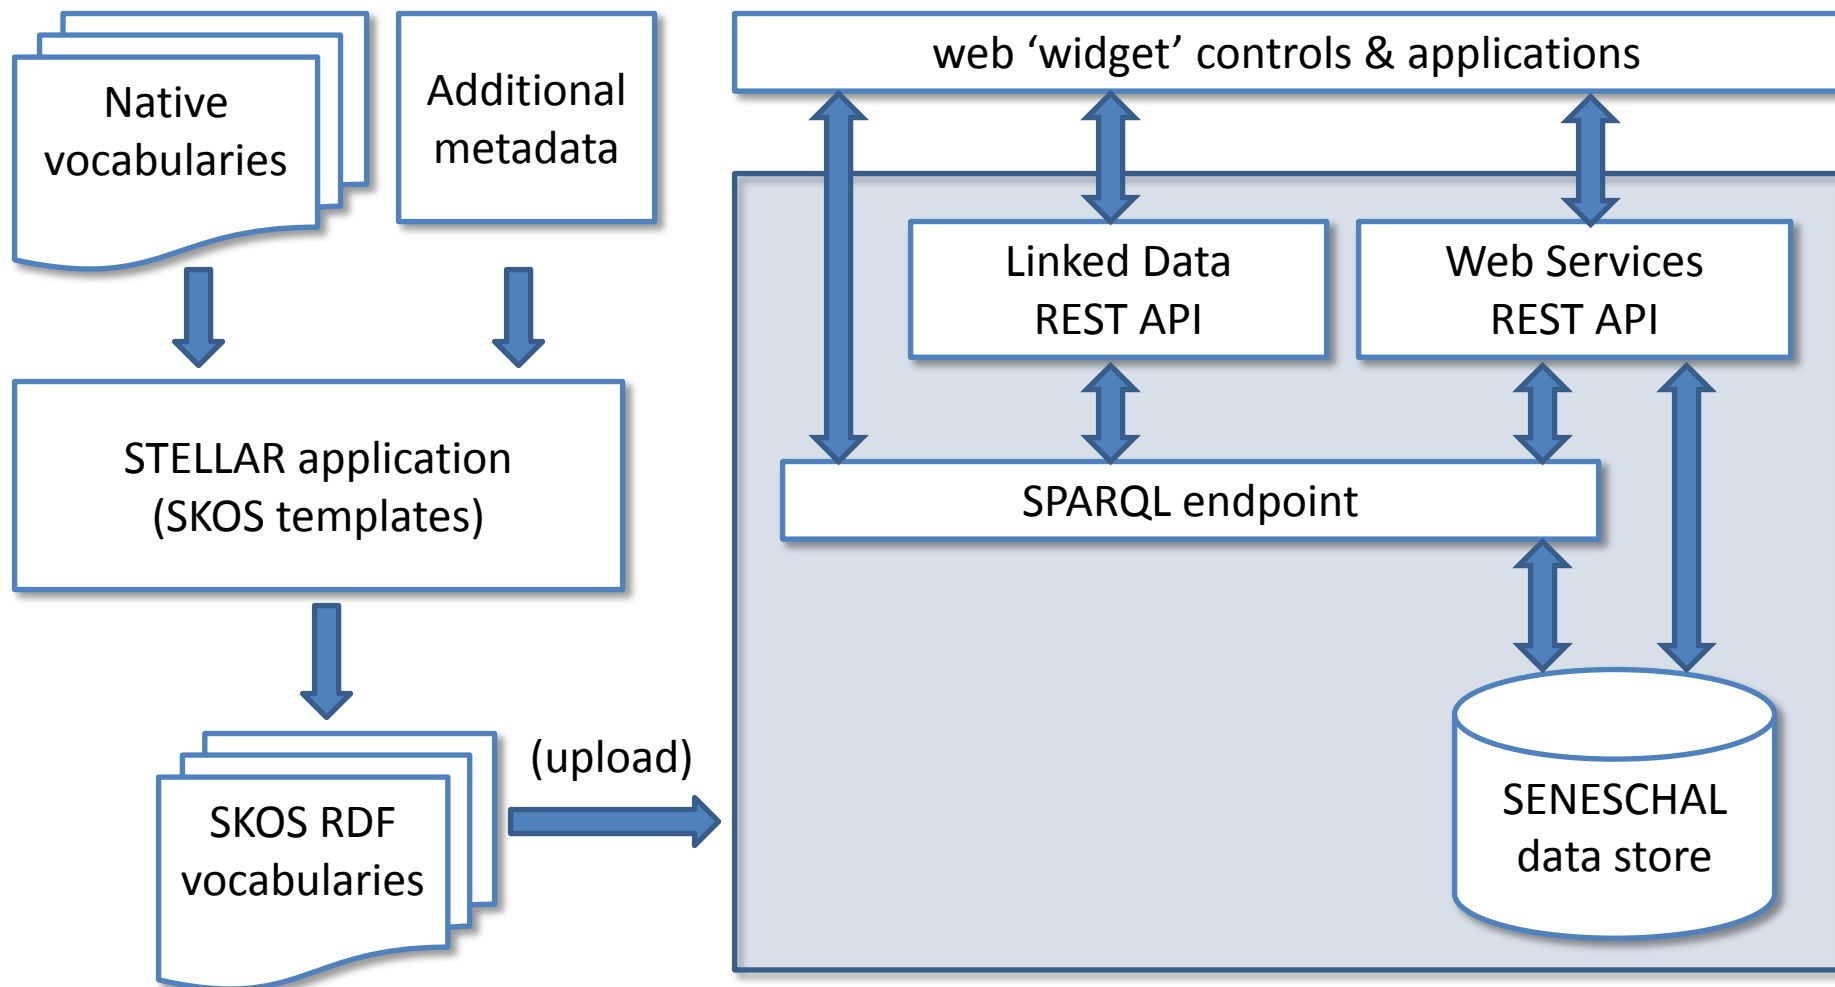 Native
vocabularies
Additional
metadata
STELLAR application
(SKOS templates)
SKOS RDF
vocabularies
(upload)
web ‘widget’ controls & applications
Linked Data
REST API
Web Services
REST API
SPARQL endpoint
SENESCHAL
data store